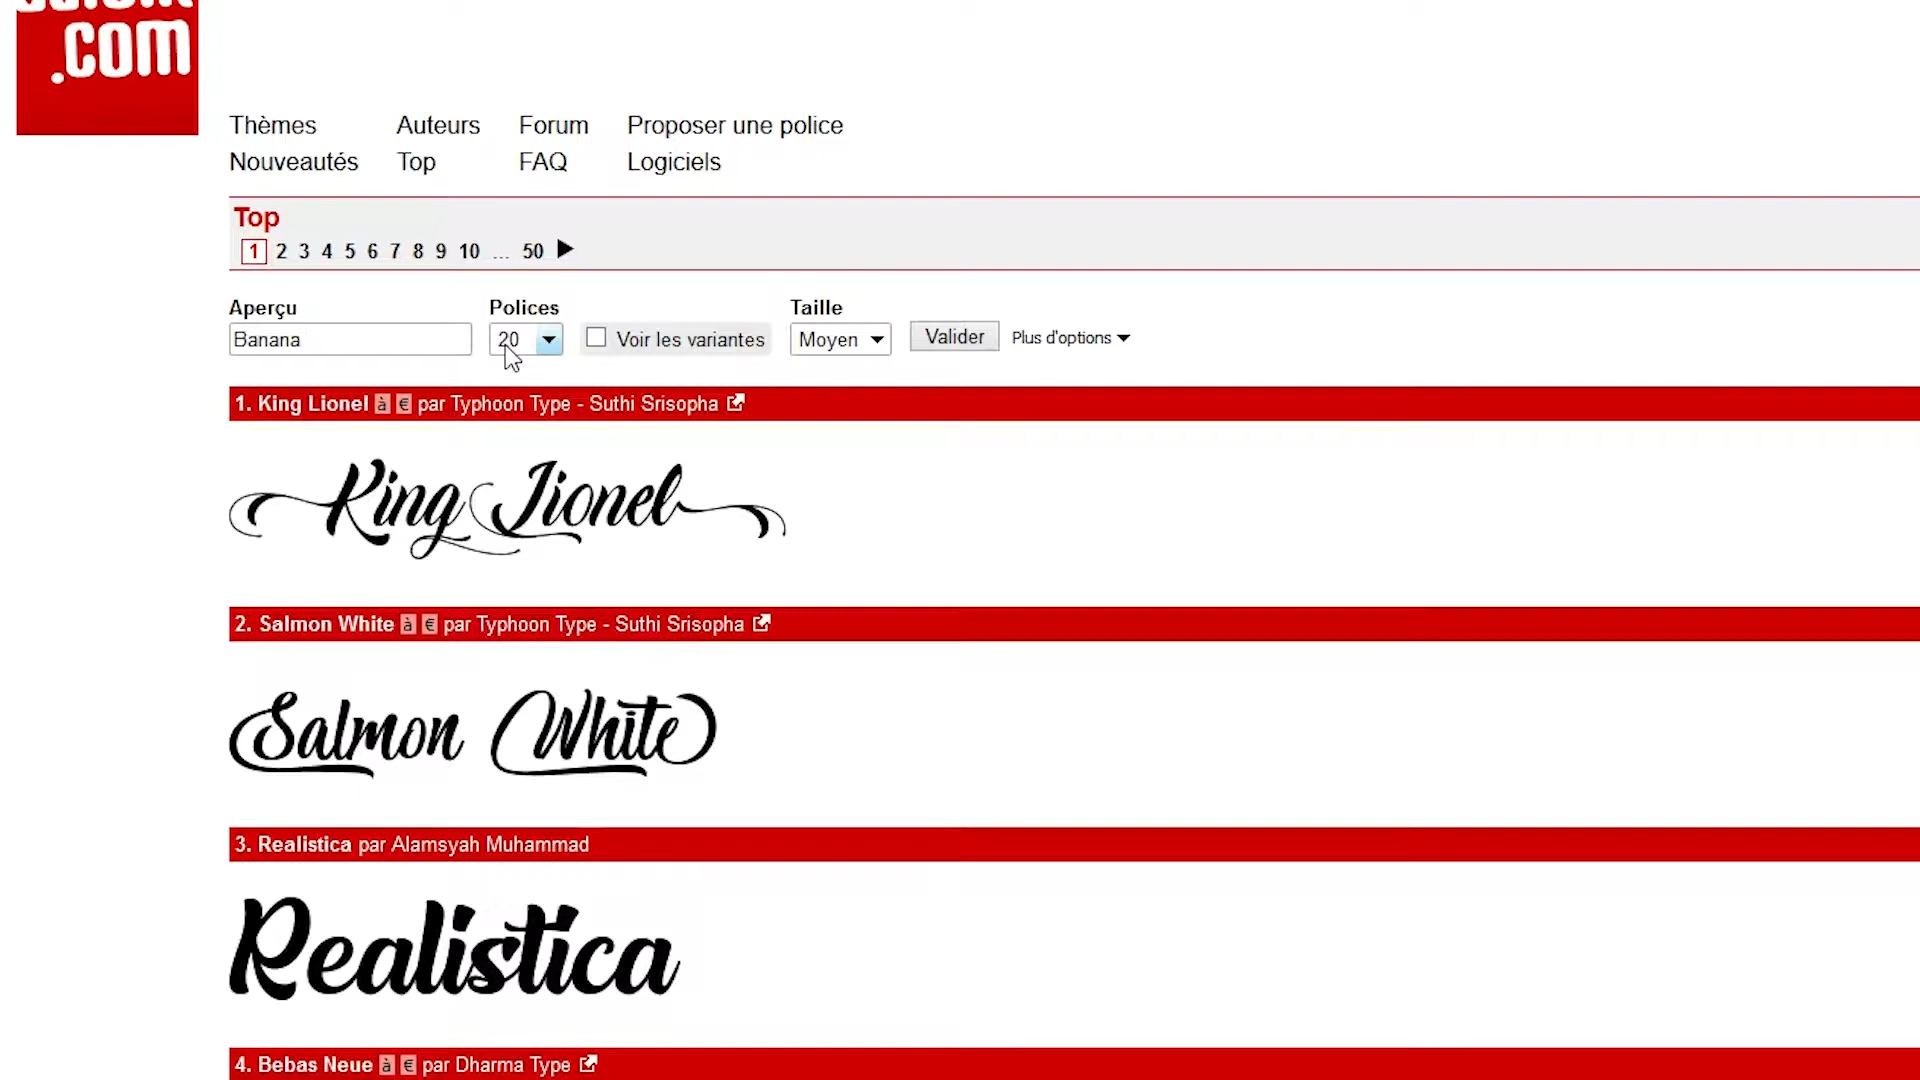 .com
Thèmes Auteurs Forum Proposer une police
Nouveautés Top FAQ Logiciels
Top
1 2 3 4 5 6 7 8 9 10 ... 50
Aperçu Polices Taille
Banana 20 Voir les variantes Moyen Valider Plus d'options
1. King Lionel à € par Typhoon Type - Suthi Srisopha
King Lionel
2. Salmon White à € par Typhoon Type - Suthi Srisopha
Salmon White
3. Realistica par Alamsyah Muhammad
Realistica
4. Bebas Neue à € par Dharma Type